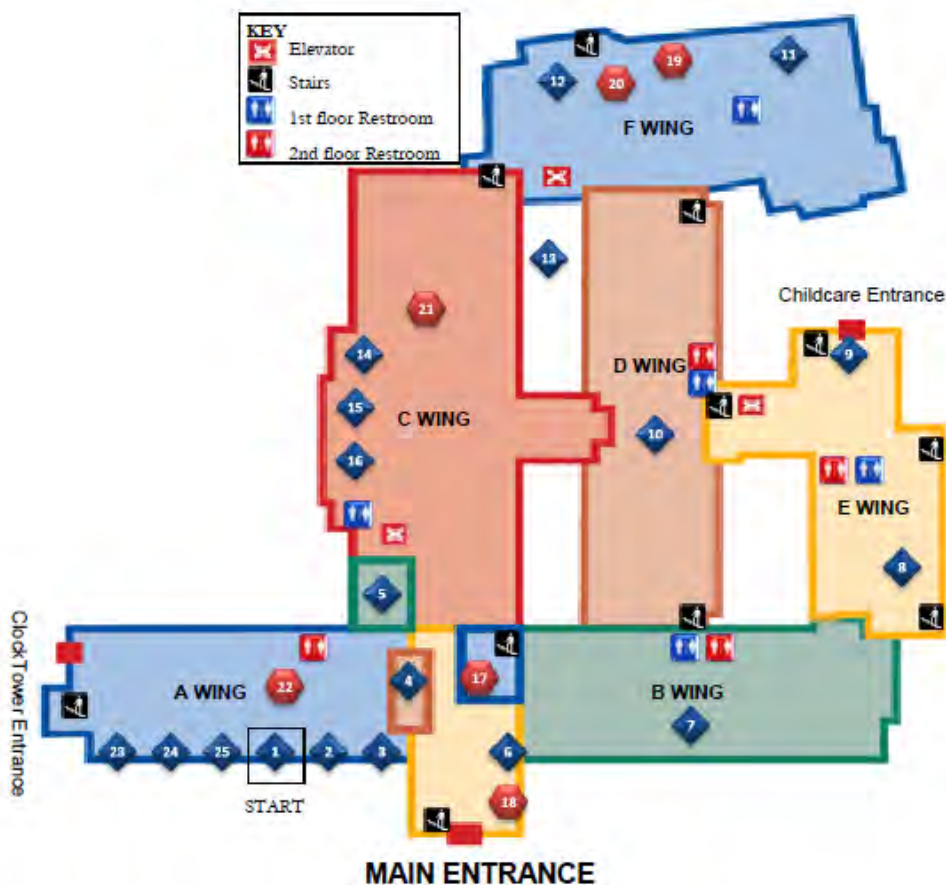 KEY
Elevator
Stairs
1st floor Restroom
2nd floor Restroom
12
20
19
11
F WING
13
Childcare Entrance
21
14
D WING
9
15
C WING
10
16
E WING
8
5
ClockTower Entrance
A WING
22
4
17
B WING
7
23
24
25
1
2
3
6
START
18
MAIN ENTRANCE